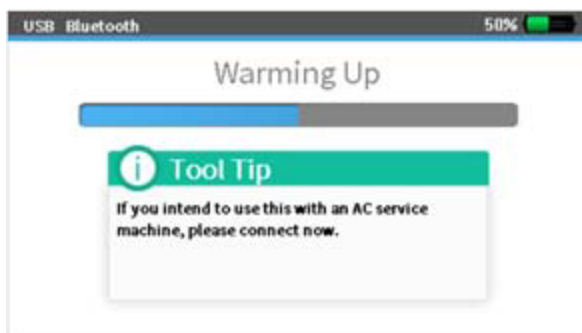 USB Bluetooth 50%
Warming Up
i Tool Tip
If you intend to use this with an AC service
machine, please connect now.